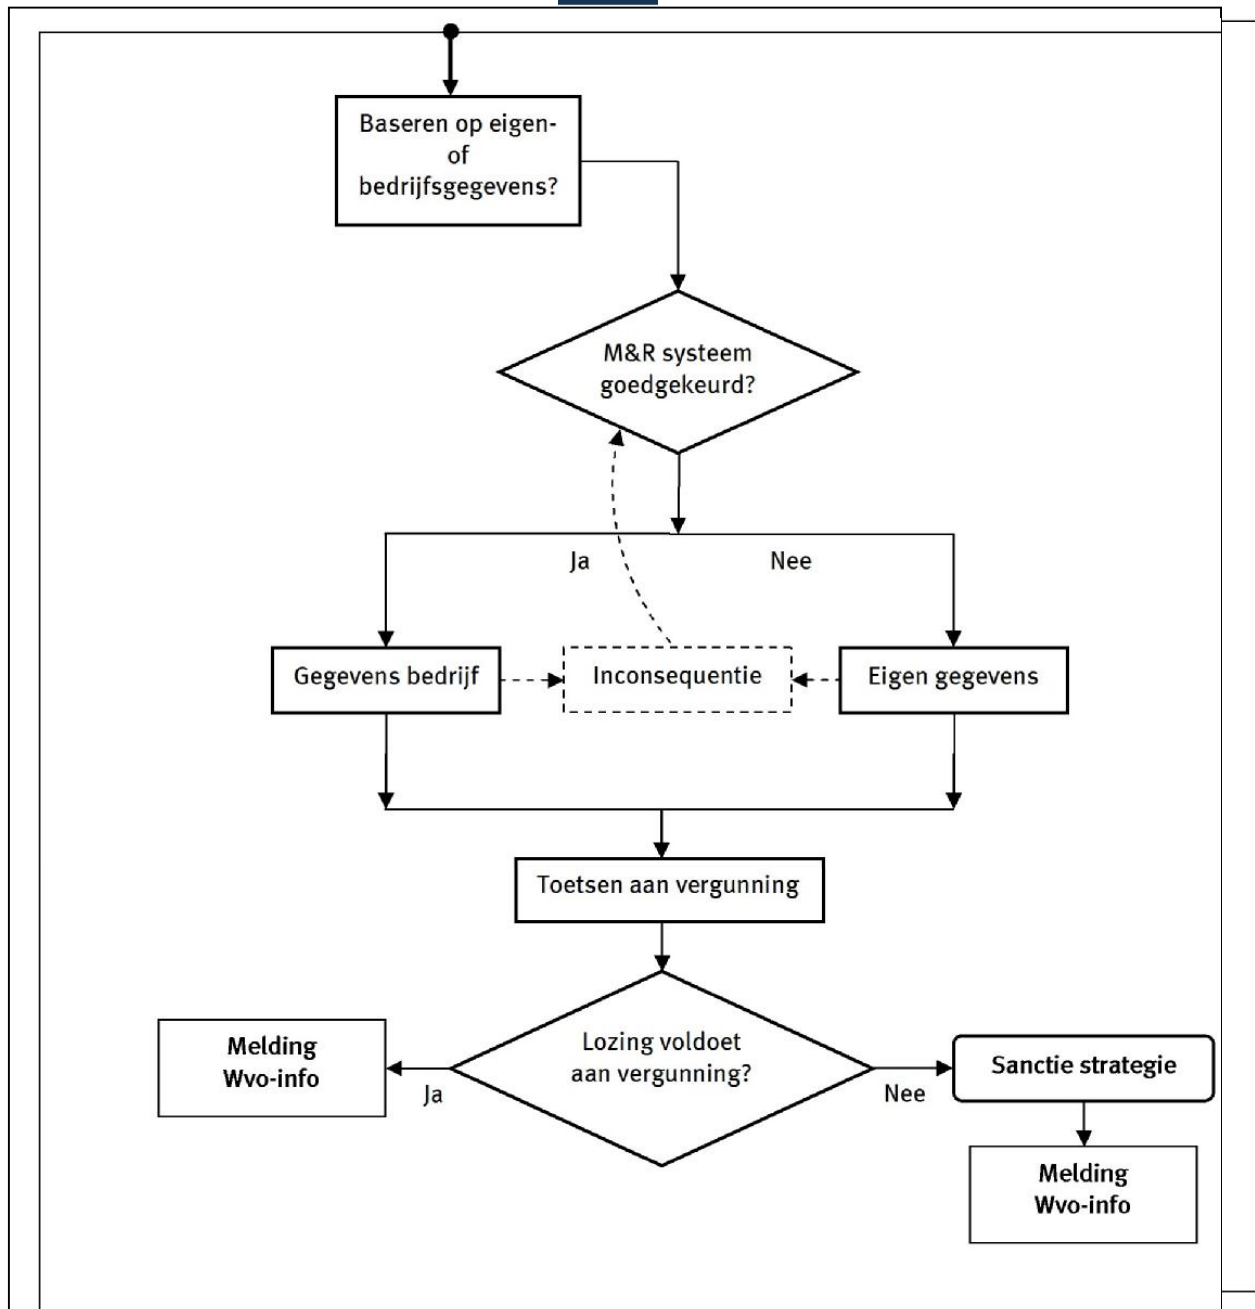 Baseren op eigen-
of
bedrijfsgegevens?
M&R systeem
goedgekeurd?
Ja
Nee
Gegevens bedrijf
Inconsequentie
Eigen gegevens
Toetsen aan vergunning
Lozing voldoet
aan vergunning?
Melding
Wvo-info
Ja
Nee
Sanctie strategie
Melding
Wvo-info